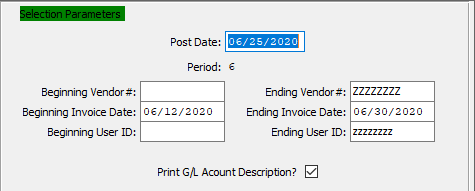 Selection Parameters
Post Date: 06/25/2020
Period: 6
Beginning Vendor#: Ending Vendor#: ZZZZZZZZ
Beginning Invoice Date: 06/12/2020 Ending Invoice Date: 06/30/2020
Beginning User ID: Ending User ID: zzzzzzzz
Print G/L Acount Description?